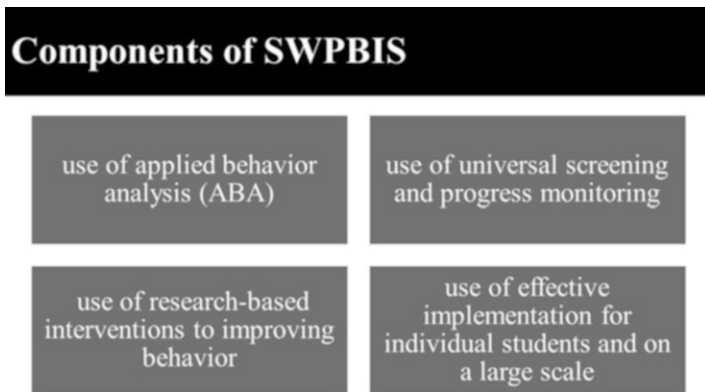 Components of SWPBIS
use of applied behavior
analysis (ABA)
use of universal screening
and progress monitoring
use of research-based
interventions to improving
behavior
use of effective
implementation for
individual students and on
a large scale